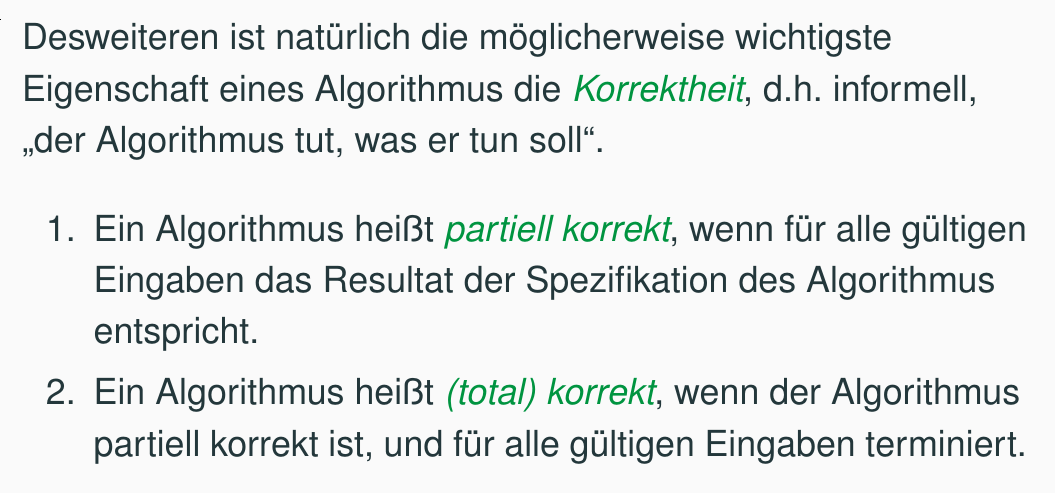 Desweiteren ist natürlich die möglicherweise wichtigste
Eigenschaft eines Algorithmus die Korrektheit, d.h. informell,
„der Algorithmus tut, was er tun soll“.
1. Ein Algorithmus heißt partiell korrekt, wenn für alle gültigen
Eingaben das Resultat der Spezifikation des Algorithmus
entspricht.
2. Ein Algorithmus heißt (total) korrekt, wenn der Algorithmus
partiell korrekt ist, und für alle gültigen Eingaben terminiert.